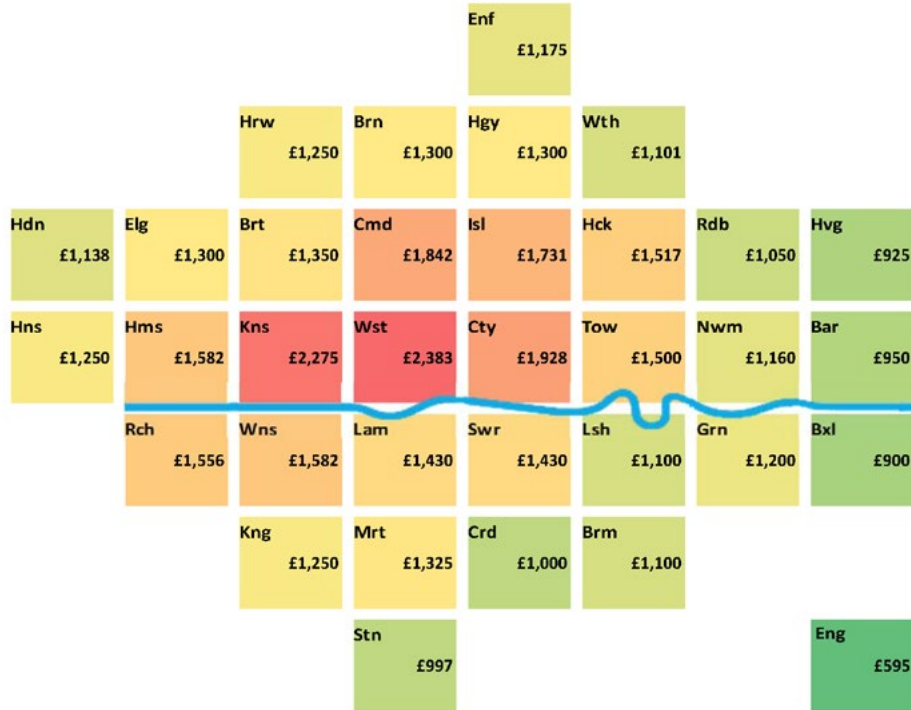 Enf
£1,175
Hrw Brn Hgy Wth
£1,250 £1,300 £1,300 £1,101
Hdn Elg Brt Cmd Isl Hck Rdb Hvg
£1,138 £1,300 £1,350 £1,842 £1,731 £1,517 £1,050 £925
Hns Hms Kns Wst Cty Tow Nwm Bar
£1,250 £1,582 £2,275 £2,383 £1,928 £1,500 £1,160 £950
Rch Wns Lam Swr Lsh Grn Bxl
£1,556 £1,582 £1,430 £1,430 £1,100 £1,200 £900
Kng Mrt Crd Brm
£1,250 £1,325 £1,000 £1,100
Stn Eng
£997 £595